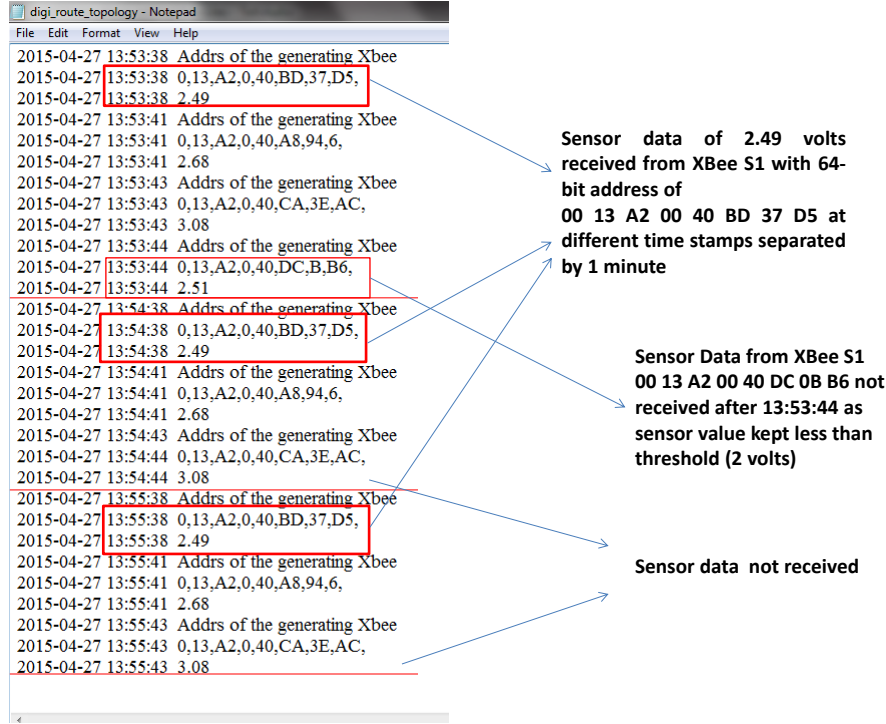 digi_route_topology - Notepad
File Edit Format View Help
2015-04-27 13:53:38 Addrs of the generating Xbee
2015-04-27 13:53:38 0,13,A2,0,40,BD,37,D5,
2015-04-27 13:53:38 2.49
2015-04-27 13:53:41 Addrs of the generating Xbee
2015-04-27 13:53:41 0,13,A2,0,40,A8,94,6,
2015-04-27 13:53:41 2.68
2015-04-27 13:53:43 Addrs of the generating Xbee
2015-04-27 13:53:43 0,13,A2,0,40,CA,3E,AC,
2015-04-27 13:53:43 3.08
2015-04-27 13:53:44 Addrs of the generating Xbee
2015-04-27 13:53:44 0,13,A2,0,40,DC,B,B6,
2015-04-27 13:53:44 2.51
2015-04-27 13:54:38 Addrs of the generating Xbee
2015-04-27 13:54:38 0,13,A2,0,40,BD,37,D5,
2015-04-27 13:54:38 2.49
2015-04-27 13:54:41 Addrs of the generating Xbee
2015-04-27 13:54:41 0,13,A2,0,40,A8,94,6,
2015-04-27 13:54:41 2.68
2015-04-27 13:54:43 Addrs of the generating Xbee
2015-04-27 13:54:44 0,13,A2,0,40,CA,3E,AC,
2015-04-27 13:54:44 3.08
2015-04-27 13:55:38 Addrs of the generating Xbee
2015-04-27 13:55:38 0,13,A2,0,40,BD,37,D5,
2015-04-27 13:55:38 2.49
2015-04-27 13:55:41 Addrs of the generating Xbee
2015-04-27 13:55:41 0,13,A2,0,40,A8,94,6,
2015-04-27 13:55:41 2.68
2015-04-27 13:55:43 Addrs of the generating Xbee
2015-04-27 13:55:43 0,13,A2,0,40,CA,3E,AC,
2015-04-27 13:55:43 3.08
Sensor data of 2.49 volts
received from XBee S1 with 64-
bit address of
00 13 A2 00 40 BD 37 D5 at
different time stamps separated
by 1 minute
Sensor Data from XBee S1
00 13 A2 00 40 DC 0B B6 not
received after 13:53:44 as
sensor value kept less than
threshold (2 volts)
Sensor data not received